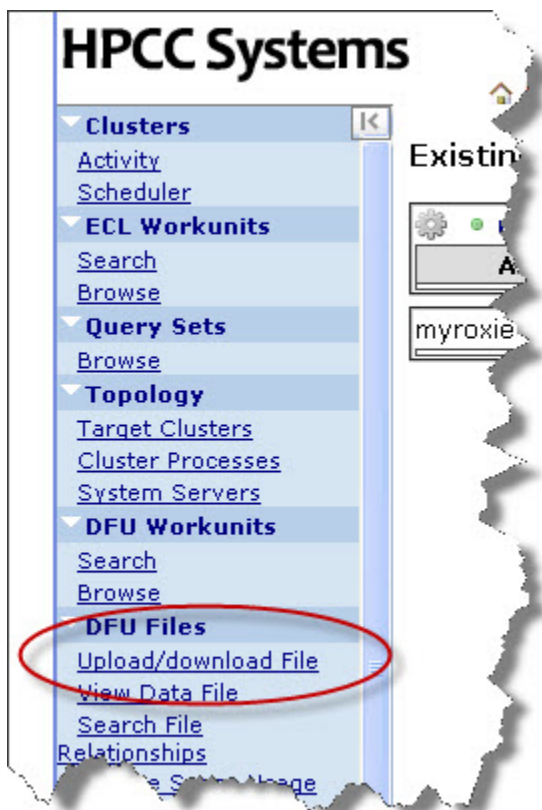 HPCC Systems
Clusters
Activity
Scheduler
ECL Workunits
Search
Browse
Query Sets
Browse
Topology
Target Clusters
Cluster Processes
System Servers
DFU Workunits
Search
Browse
DFU Files
Upload/download File
View Data File
Search File
Relationships
Usage
Existin
A
myroxie